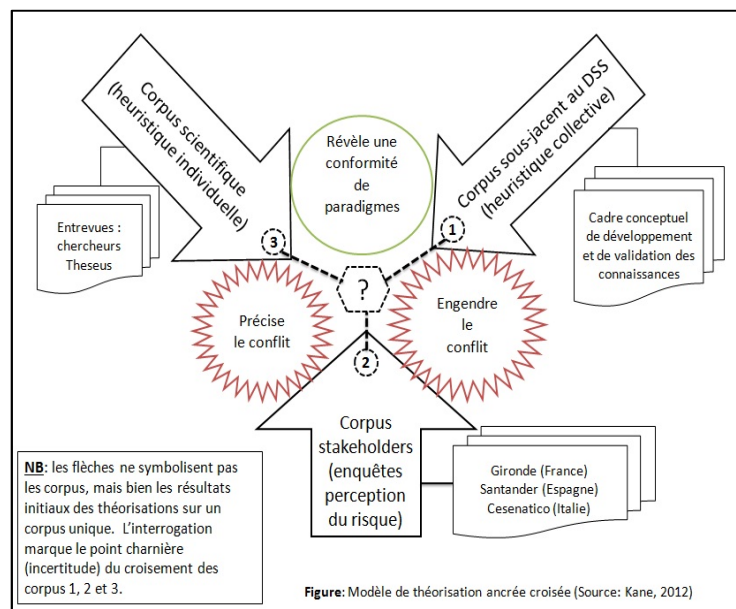 Corpus scientifique
(heuristique individuelle)
Révèle une
conformité
de
paradigmes
Corpus sous-jacent au DSS
(heuristique collective)
Entrevues :
chercheurs
Theseus
Cadre conceptuel
de développement
et de validation des
connaissances
3
1
?
Précise
le conflit
Engendre
le
conflit
2
Corpus
stakeholders
(enquêtes
perception
du risque)
Gironde (France)
Santander (Espagne)
Cesenatico (Italie)
NB: les flèches ne symbolisent pas
les corpus, mais bien les résultats
initiaux des théorisations sur un
corpus unique. L'interrogation
marque le point charnière
(incertitude) du croisement des
corpus 1, 2 et 3.
Figure: Modèle de théorisation ancrée croisée (Source: Kane, 2012)